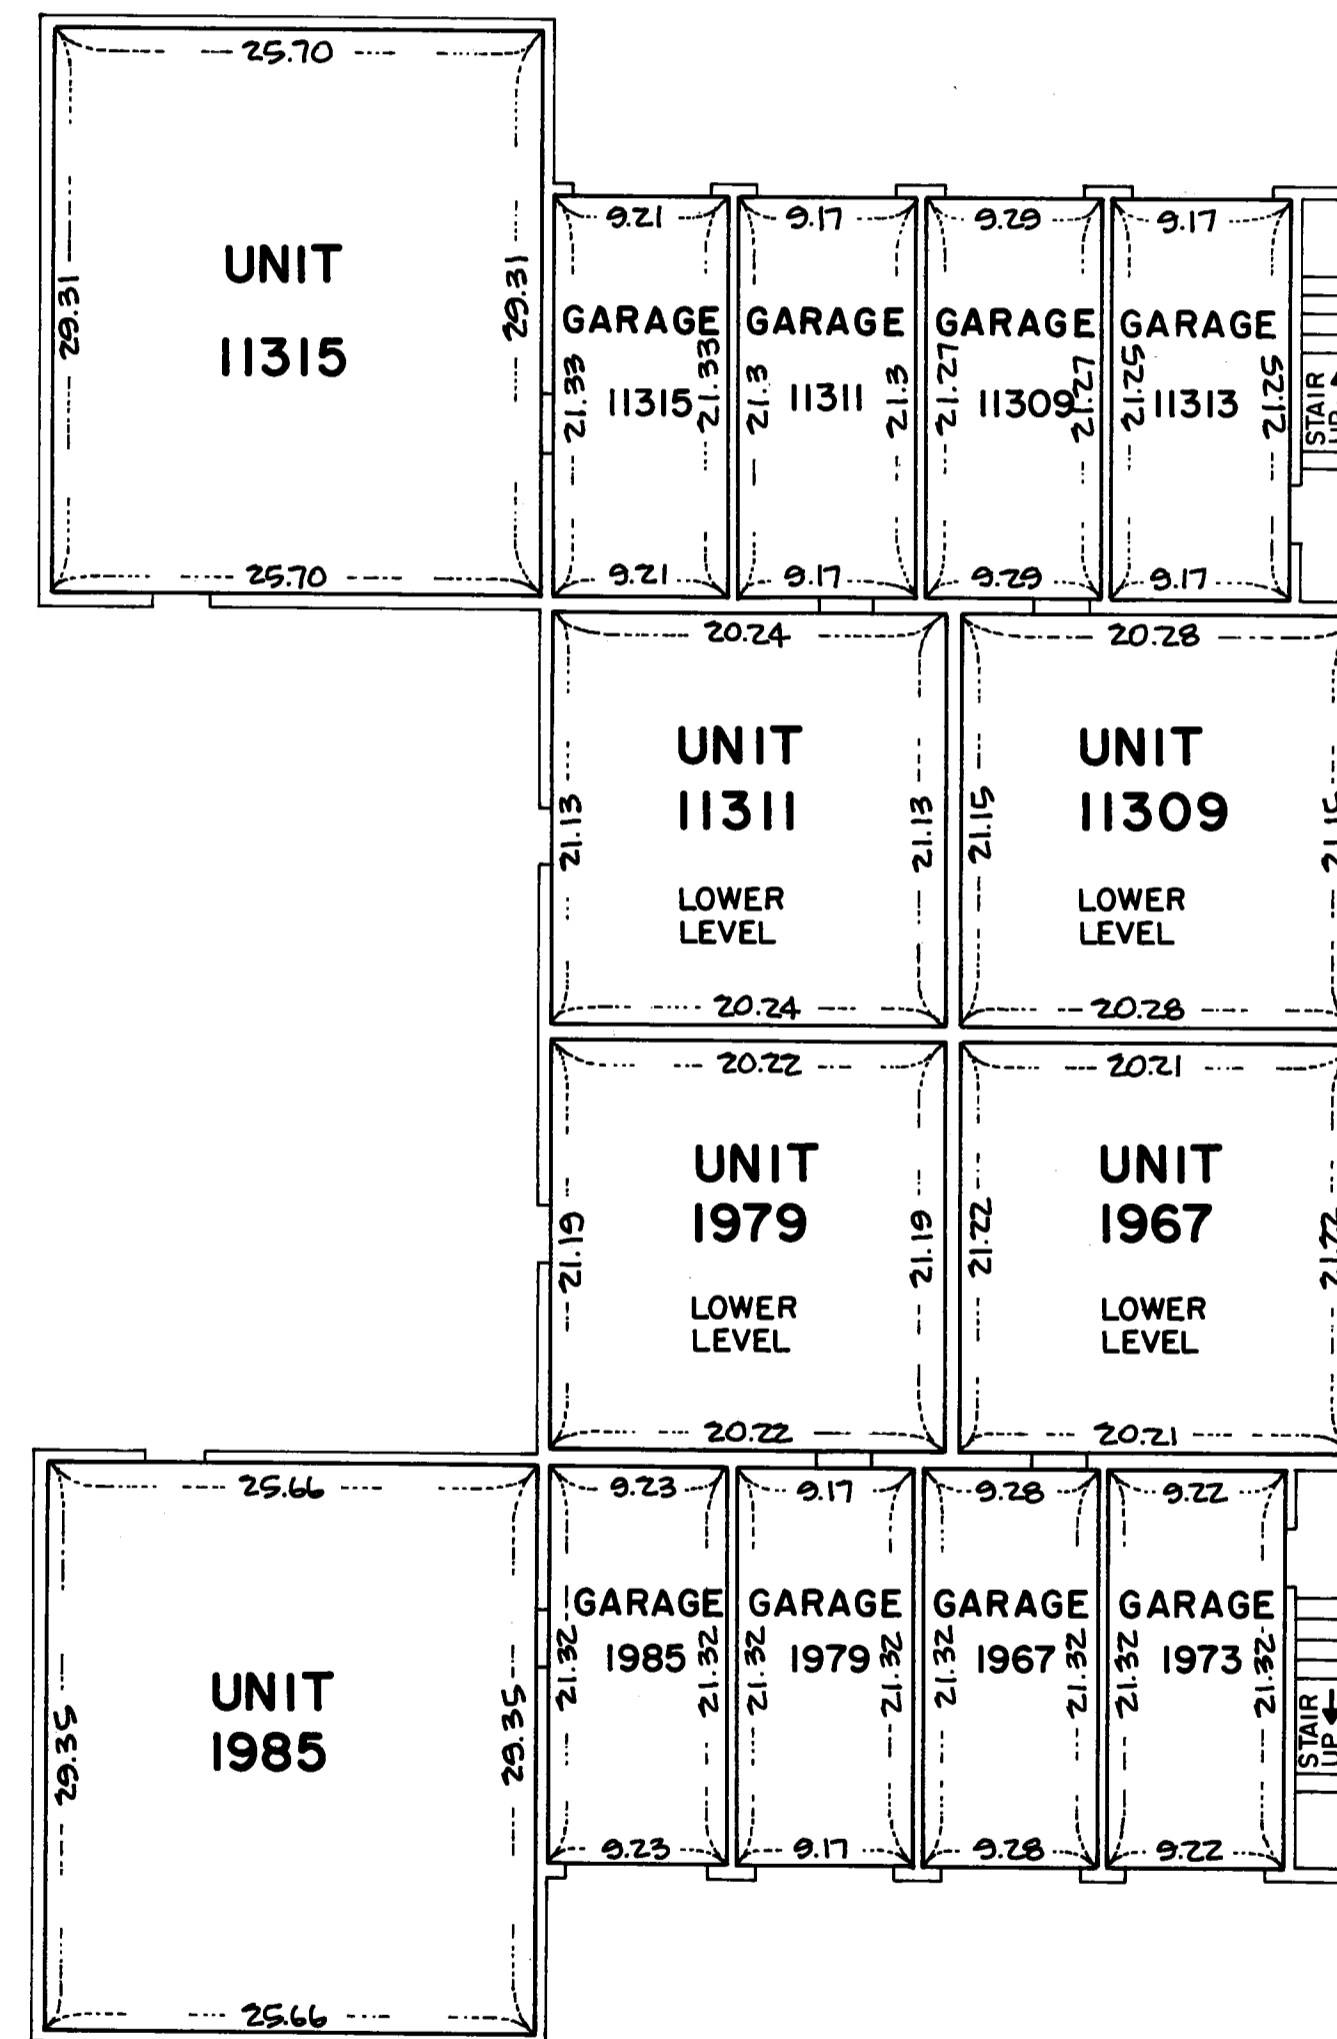 25.70
29.31
29.31
UNIT
11315
25.70
9.21
GARAGE
11315
21.33
21.33
9.21
9.17
GARAGE
11311
21.3
21.3
9.17
9.29
GARAGE
11309
21.27
21.27
9.29
9.17
GARAGE
11313
21.25
21.25
9.17
STAIR
UP
20.24
UNIT
11311
21.13
21.13
LOWER
LEVEL
20.24
20.28
UNIT
11309
21.15
21.15
LOWER
LEVEL
20.28
20.22
UNIT
1979
21.19
21.19
LOWER
LEVEL
20.22
20.21
UNIT
1967
21.22
21.22
LOWER
LEVEL
20.21
25.66
UNIT
1985
29.35
29.35
25.66
9.23
GARAGE
1985
21.32
21.32
9.23
9.17
GARAGE
1979
21.32
21.32
9.17
9.28
GARAGE
1967
21.32
21.32
9.28
9.22
GARAGE
1973
21.32
21.32
9.22
STAIR
UP